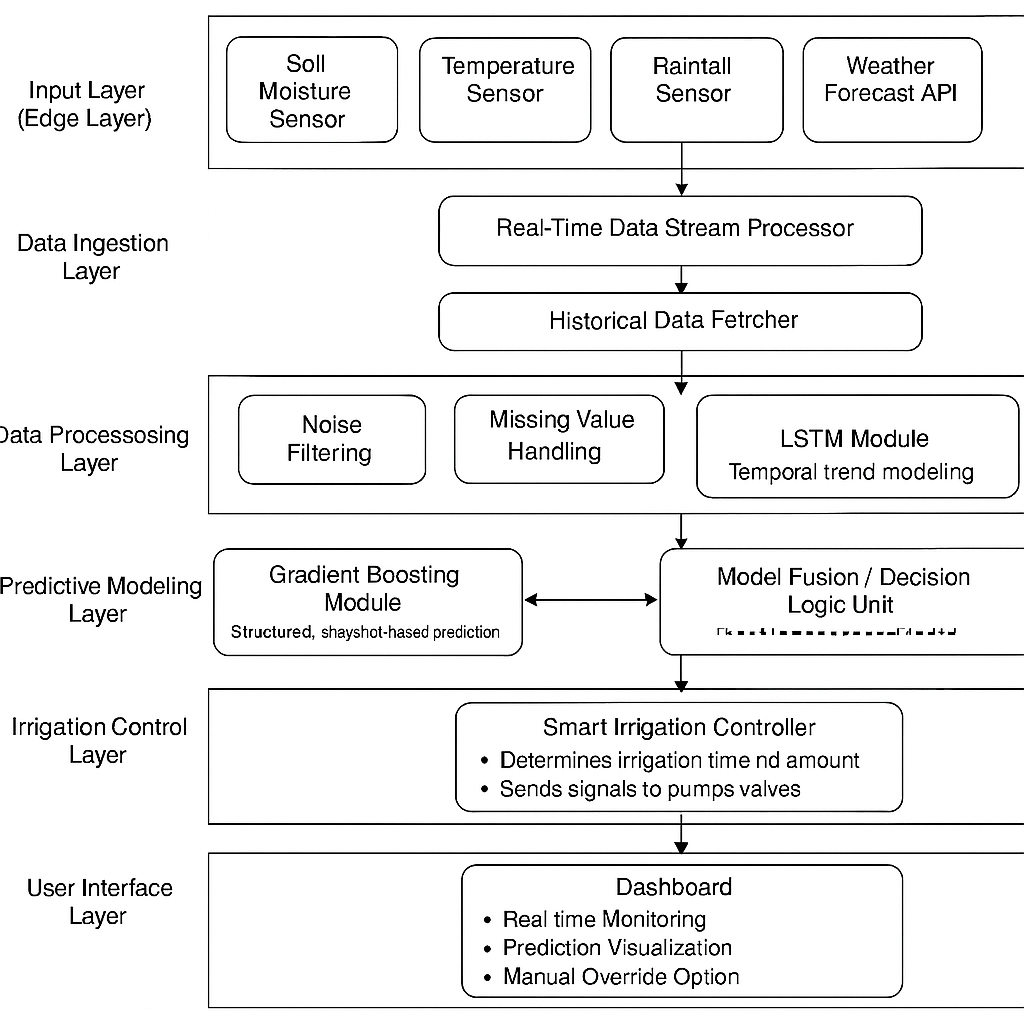 Input Layer
(Edge Layer)
Soll
Moisture
Sensor
Temperature
Sensor
Raintall
Sensor
Weather
Forecast API
Data Ingestion
Layer
Real-Time Data Stream Processor
Historical Data Fetrcher
Data Processosing
Layer
Noise
Filtering
Missing Value
Handling
LSTM Module
Temporal trend modeling
Predictive Modeling
Layer
Gradient Boosting
Module
Structured, shayshot-based prediction
Model Fusion / Decision
Logic Unit
Irrigation Control
Layer
Smart Irrigation Controller
• Determines irrigation time nd amount
• Sends signals to pumps valves
User Interface
Layer
Dashboard
• Real time Monitoring
• Prediction Visualization
• Manual Override Option